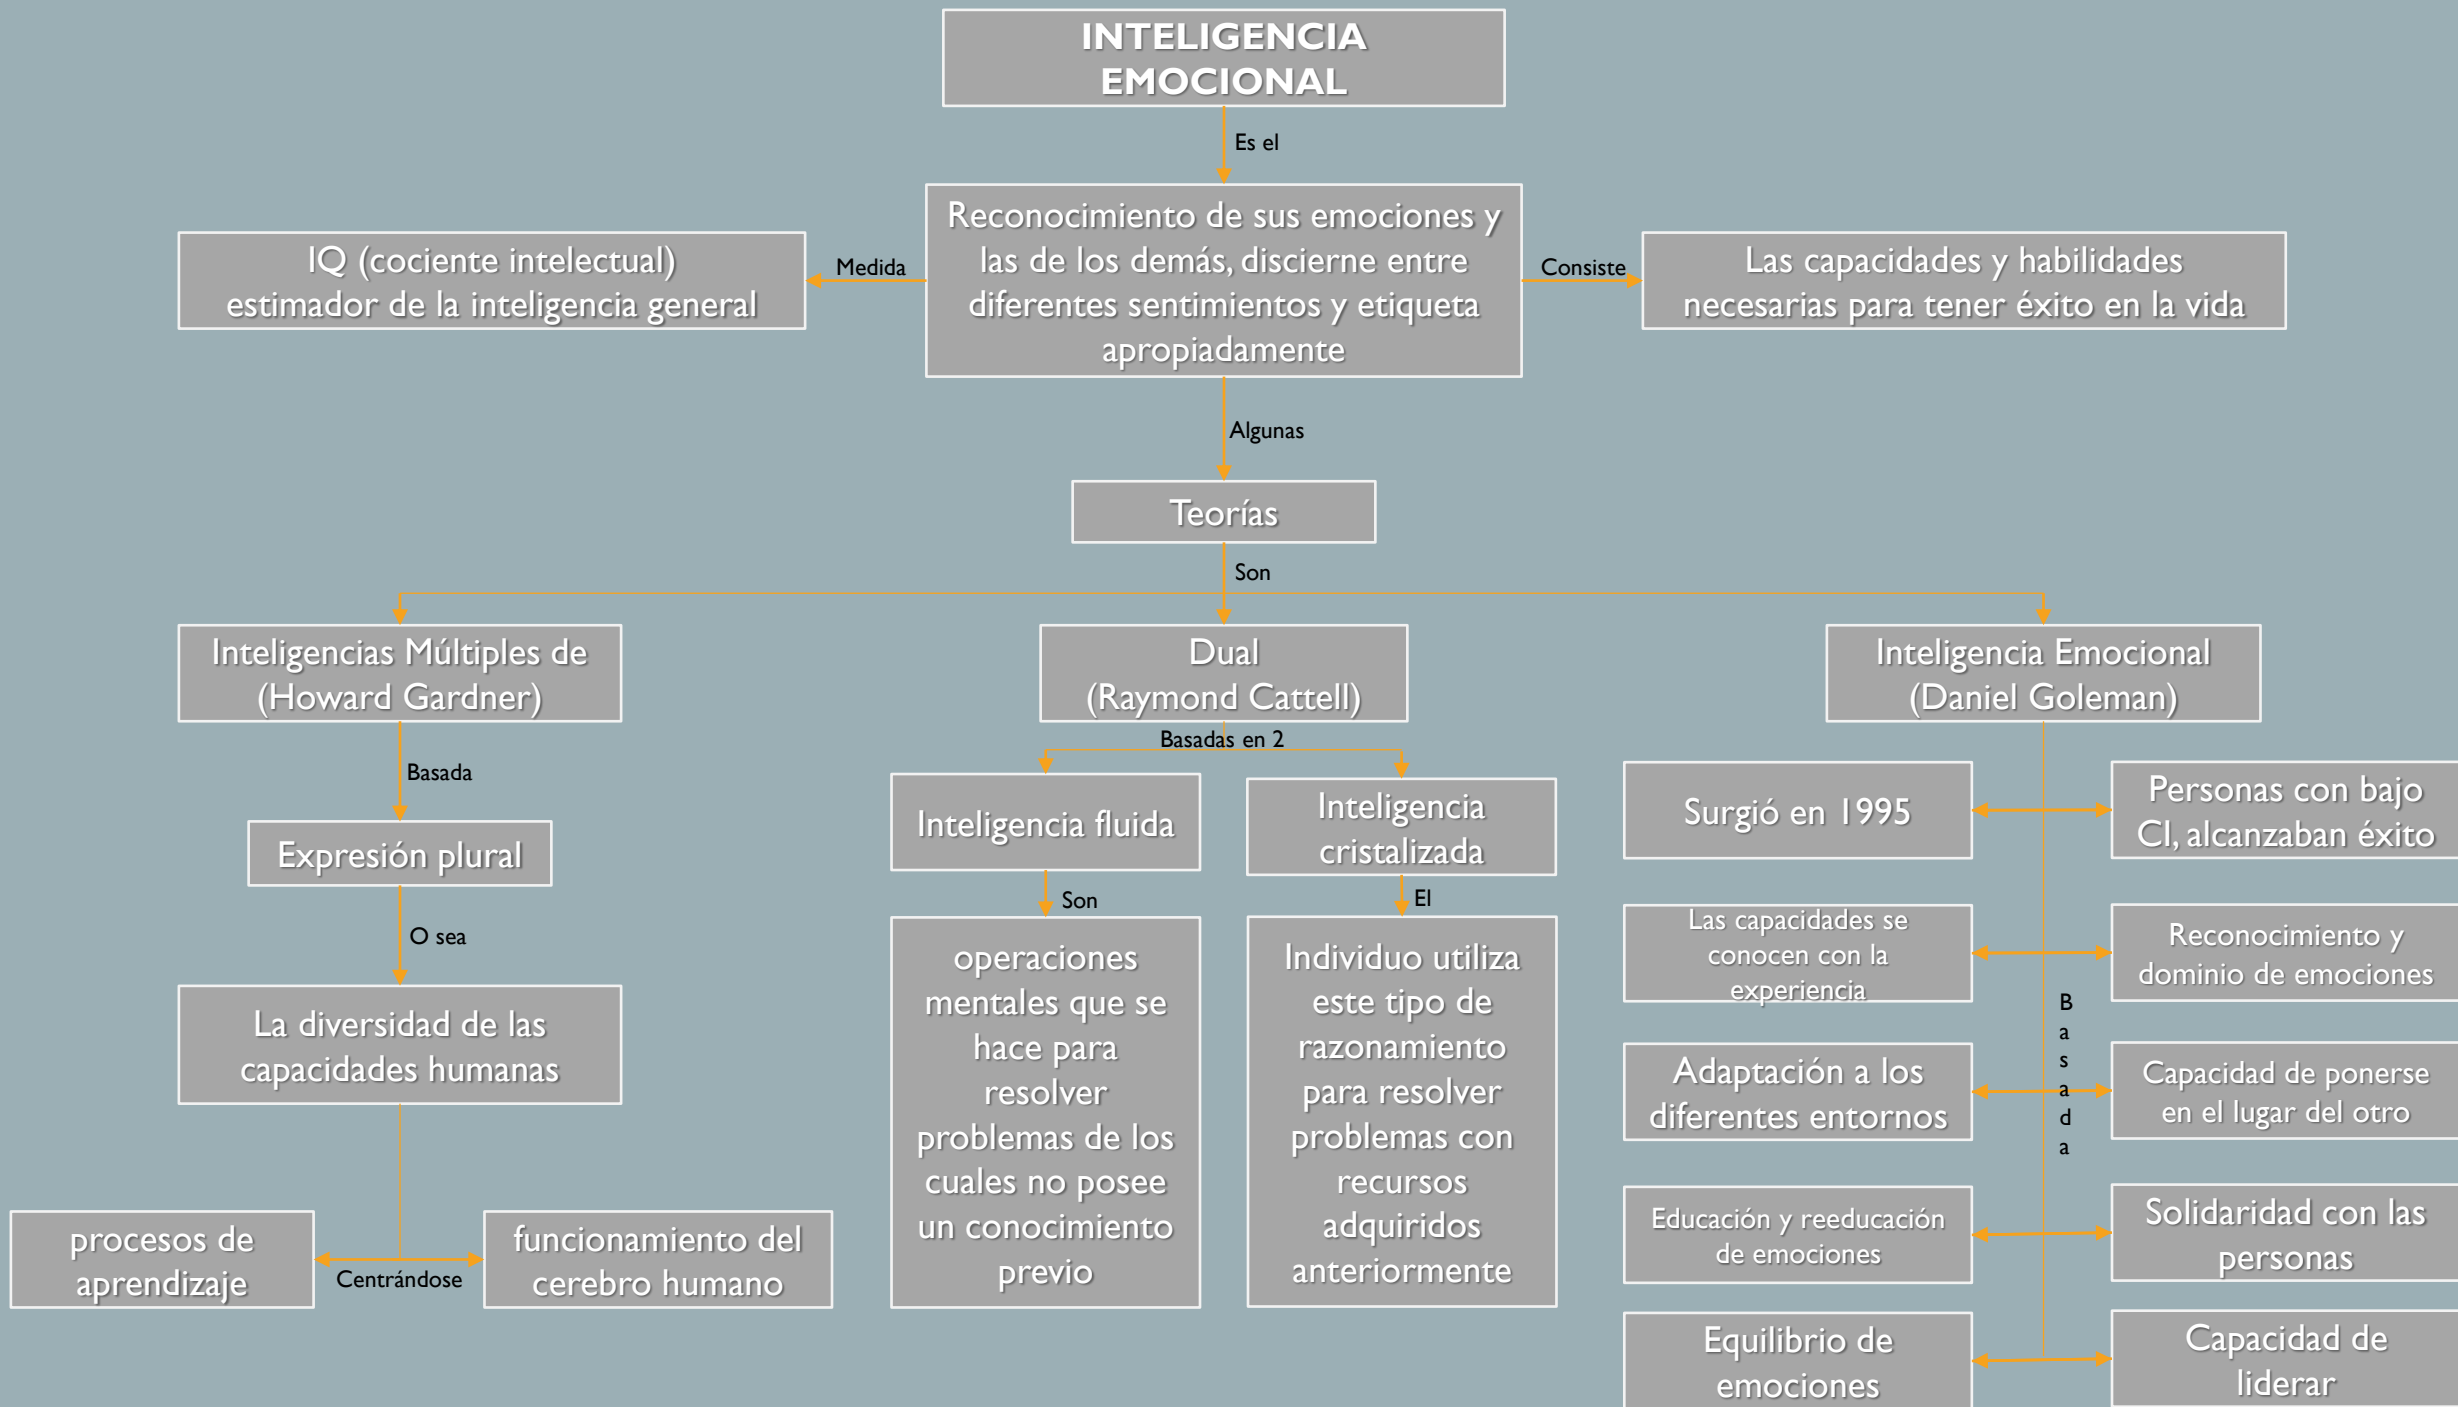 INTELIGENCIA
EMOCIONAL
Es el
Reconocimiento de sus emociones y
las de los demás, discierne entre
diferentes sentimientos y etiqueta
apropiadamente
Medida
IQ (cociente intelectual)
estimador de la inteligencia general
Consiste
Las capacidades y habilidades
necesarias para tener éxito en la vida
Algunas
Teorías
Son
Inteligencias Múltiples de
(Howard Gardner)
Basada
Expresión plural
O sea
La diversidad de las
capacidades humanas
procesos de
aprendizaje
Centrándose
funcionamiento del
cerebro humano
Dual
(Raymond Cattell)
Basadas en 2
Inteligencia fluida
Son
operaciones
mentales que se
hace para
resolver
problemas de los
cuales no posee
un conocimiento
previo
Inteligencia
cristalizada
El
Individuo utiliza
este tipo de
razonamiento
para resolver
problemas con
recursos
adquiridos
anteriormente
Inteligencia Emocional
(Daniel Goleman)
Basada
Surgió en 1995
Personas con bajo
CI, alcanzaban éxito
Las capacidades se
conocen con la
experiencia
Reconocimiento y
dominio de emociones
Adaptación a los
diferentes entornos
Capacidad de ponerse
en el lugar del otro
Educación y reeducación
de emociones
Solidaridad con las
personas
Equilibrio de
emociones
Capacidad de
liderar